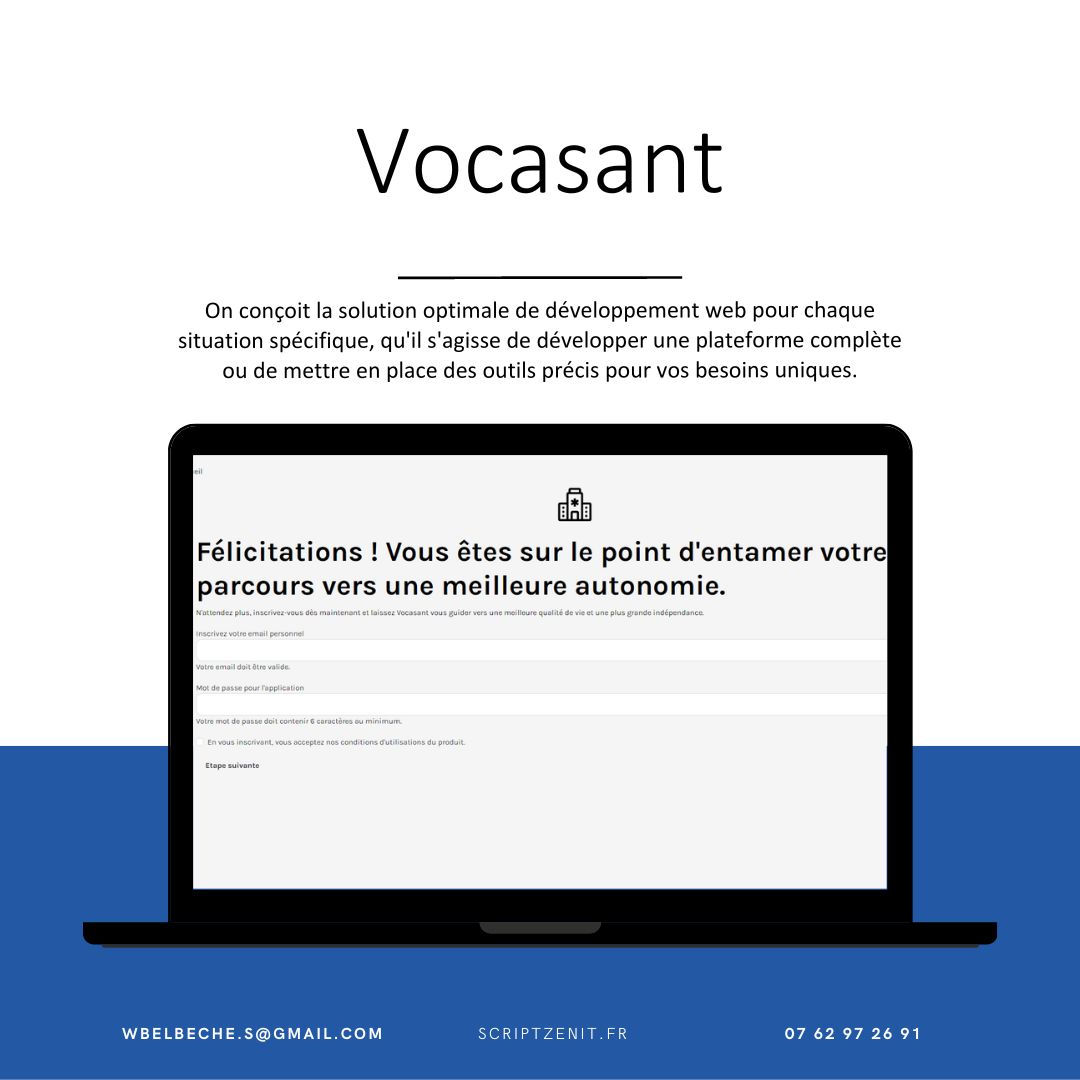 Vocasant
On conçoit la solution optimale de développement web pour chaque
situation spécifique, qu'il s'agisse de développer une plateforme complète
ou de mettre en place des outils précis pour vos besoins uniques.
eil
Félicitations ! Vous êtes sur le point d'entamer votre
parcours vers une meilleure autonomie.
N'attendez plus, inscrivez-vous dès maintenant et laissez Vocasant vous guider vers une meilleure qualité de vie et une plus grande indépendance.
Inscrivez votre email personnel
Votre email doit être valide.
Mot de passe pour l'application
Votre mot de passe doit contenir 6 caractères au minimum.
En vous inscrivant, vous acceptez nos conditions d'utilisations du produit.
Etape suivante
WBELBECHE.S@GMAIL.COM
SCRIPTZENIT.FR
07 62 97 26 91